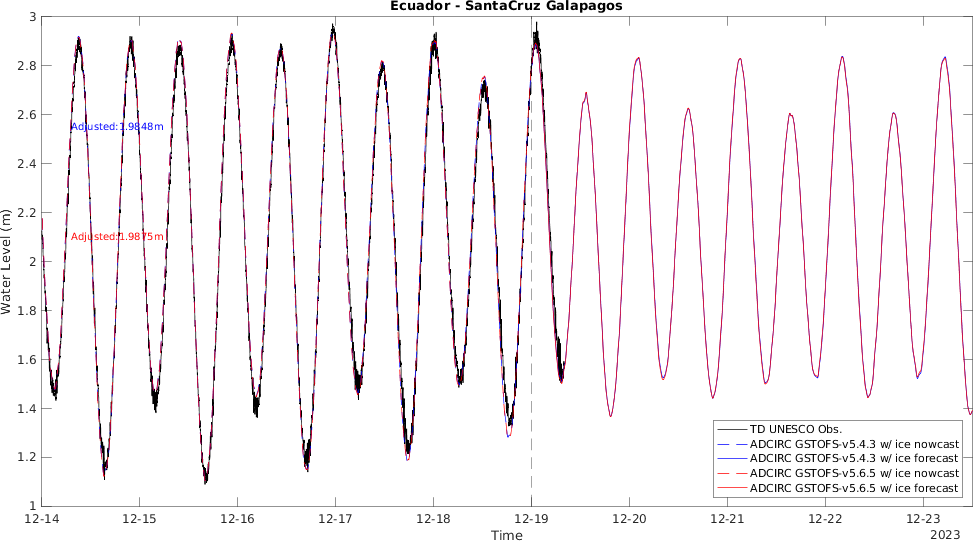 Ecuador - SantaCruz Galapagos
3
2.8
2.6
2.4
2.2
2
1.8
1.6
1.4
1.2
1
Water Level (m)
Adjusted:1.9848m
Adjusted:1.9875m
TD UNESCO Obs.
ADCIRC GSTOFS-v5.4.3 w/ ice nowcast
ADCIRC GSTOFS-v5.4.3 w/ ice forecast
ADCIRC GSTOFS-v5.6.5 w/ ice nowcast
ADCIRC GSTOFS-v5.6.5 w/ ice forecast
12-14 12-15 12-16 12-17 12-18 12-19 12-20 12-21 12-22 12-23
Time
2023